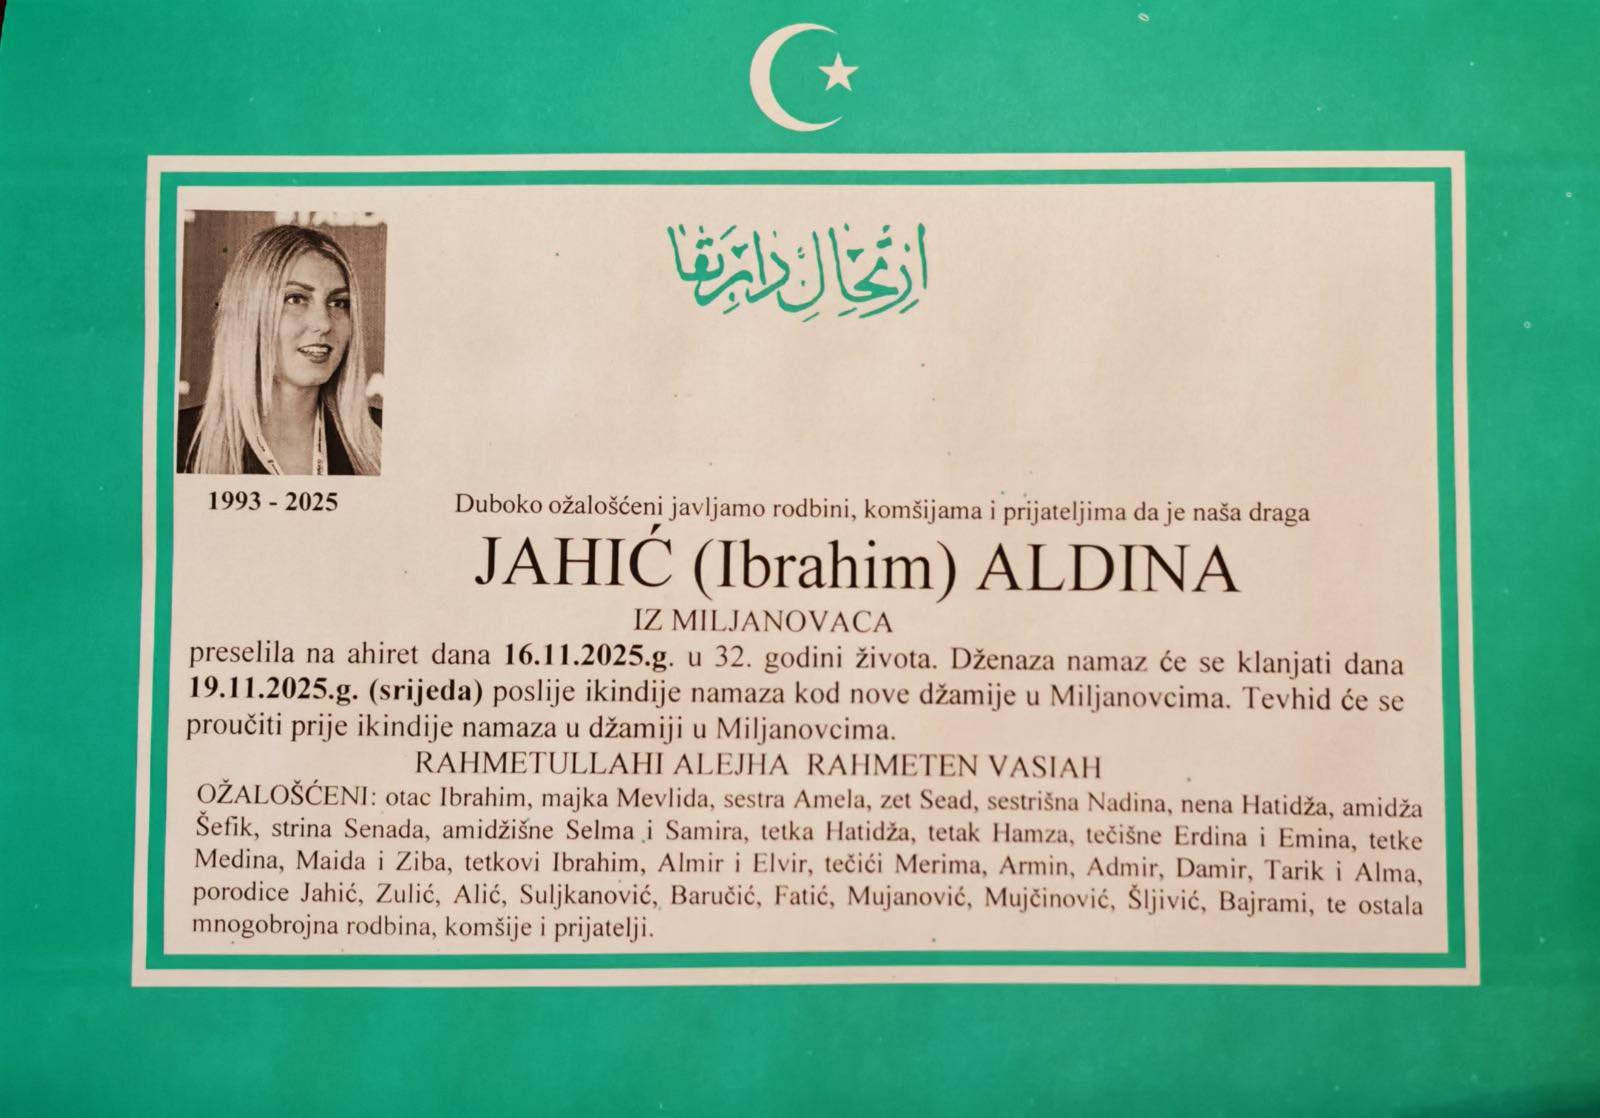 ارتحال دار بقا
1993 - 2025
Duboko ožalošćeni javljamo rodbini, komšijama i prijateljima da je naša draga
JAHIĆ (Ibrahim) ALDINA
IZ MILJANOVACA
preselila na ahiret dana 16.11.2025.g. u 32. godini života. Dženaza namaz će se klanjati dana
19.11.2025.g. (srijeda) poslije ikindije namaza kod nove džamije u Miljanovcima. Tevhid će se
proučiti prije ikindije namaza u džamiji u Miljanovcima.
RAHMETULLAHI ALEJHA RAHMETEN VASIAH
OŽALOŠĆENI: otac Ibrahim, majka Mevlida, sestra Amela, zet Sead, sestrišna Nadina, nena Hatidža, amidža
Šefik, strina Senada, amidžišne Selma i Samira, tetka Hatidža, tetak Hamza, tečišne Erdina i Emina, tetke
Medina, Maida i Ziba, tetkovi Ibrahim, Almir i Elvir, tečići Merima, Armin, Admir, Damir, Tarik i Alma,
porodice Jahić, Zulić, Alić, Suljkanović, Baručić, Fatić, Mujanović, Mujčinović, Šljivić, Bajrami, te ostala
mnogobrojna rodbina, komšije i prijatelji.